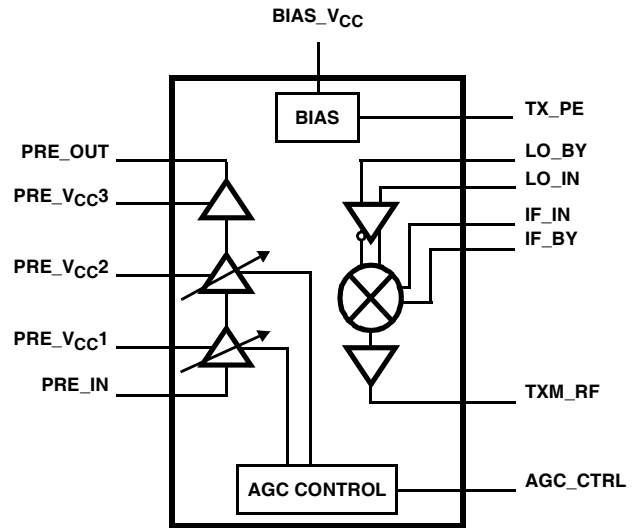 BIAS_VCC
BIAS
TX_PE
PRE_OUT
LO_BY
LO_IN
PRE_VCC3
IF_IN
IF_BY
PRE_VCC2
PRE_VCC1
PRE_IN
TXM_RF
AGC CONTROL
AGC_CTRL